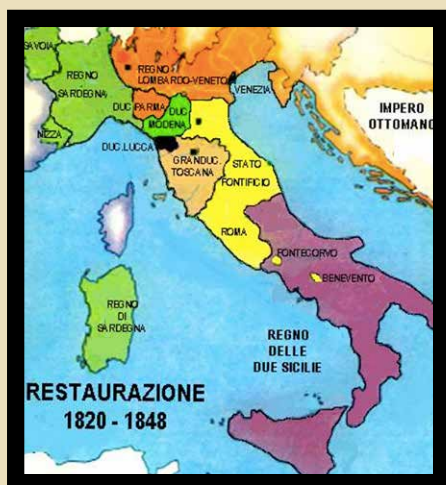 SAVOIA
REGNO
SARDEGNA
REGNO
LOMBARDO-VENETO
VENEZIA
IMPERO
OTTOMANO
DUC. PARMA
DUC.
MODENA
NIZZA
DUC. LUCCA
GRANDUC.
TOSCANA
STATO
PONTIFICIO
ROMA
PONTECORVO
BENEVENTO
REGNO
DI
SARDEGNA
REGNO
DELLE
DUE SICILIE
RESTAURAZIONE
1820 - 1848